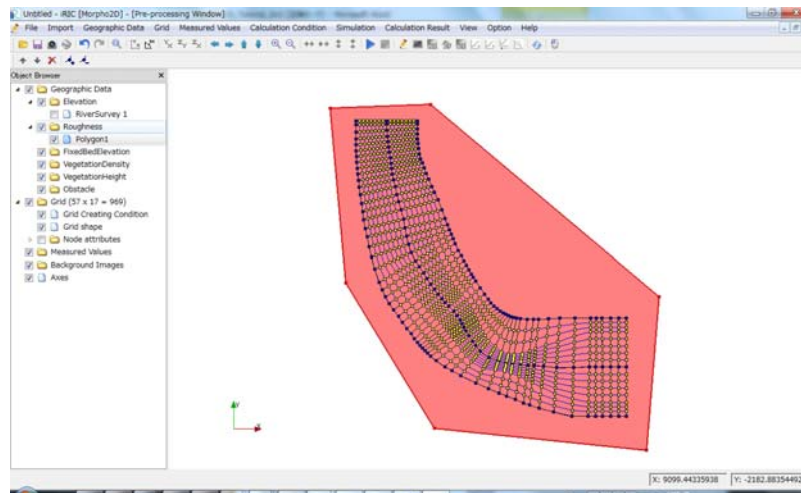 Untitled - iRIC [Morpho2D] - [Pre-processing Window]
File Import Geographic Data Grid Measured Values Calculation Condition Simulation Calculation Result View Option Help
Object Browser
Geographic Data
Elevation
RiverSurvey 1
Roughness
Polygon1
FixedBedElevation
VegetationDensity
VegetationHeight
Obstacle
Grid (57 x 17 = 969)
Grid Creating Condition
Grid shape
Node attributes
Measured Values
Background Images
Axes
Y
X
X: 9099.44335938 Y: -2182.88354492